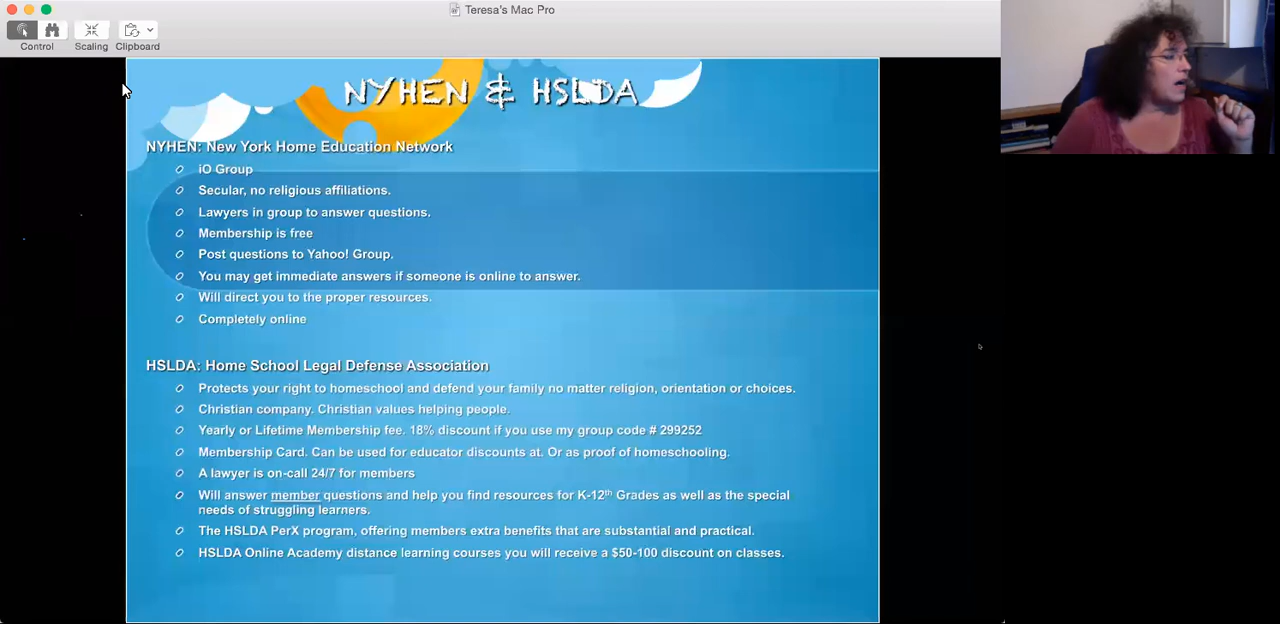 Teresa's Mac Pro
Control Scaling Clipboard
NYHEN & HSLDA
NYHEN: New York Home Education Network
iO Group
Secular, no religious affiliations.
Lawyers in group to answer questions.
Membership is free
Post questions to Yahoo! Group.
You may get immediate answers if someone is online to answer.
Will direct you to the proper resources.
Completely online
HSLDA: Home School Legal Defense Association
Protects your right to homeschool and defend your family no matter religion, orientation or choices.
Christian company. Christian values helping people.
Yearly or Lifetime Membership fee. 18% discount if you use my group code # 299252
Membership Card. Can be used for educator discounts at. Or as proof of homeschooling.
A lawyer is on-call 24/7 for members
Will answer member questions and help you find resources for K-12th Grades as well as the special
needs of struggling learners.
The HSLDA PerX program, offering members extra benefits that are substantial and practical.
HSLDA Online Academy distance learning courses you will receive a $50-100 discount on classes.